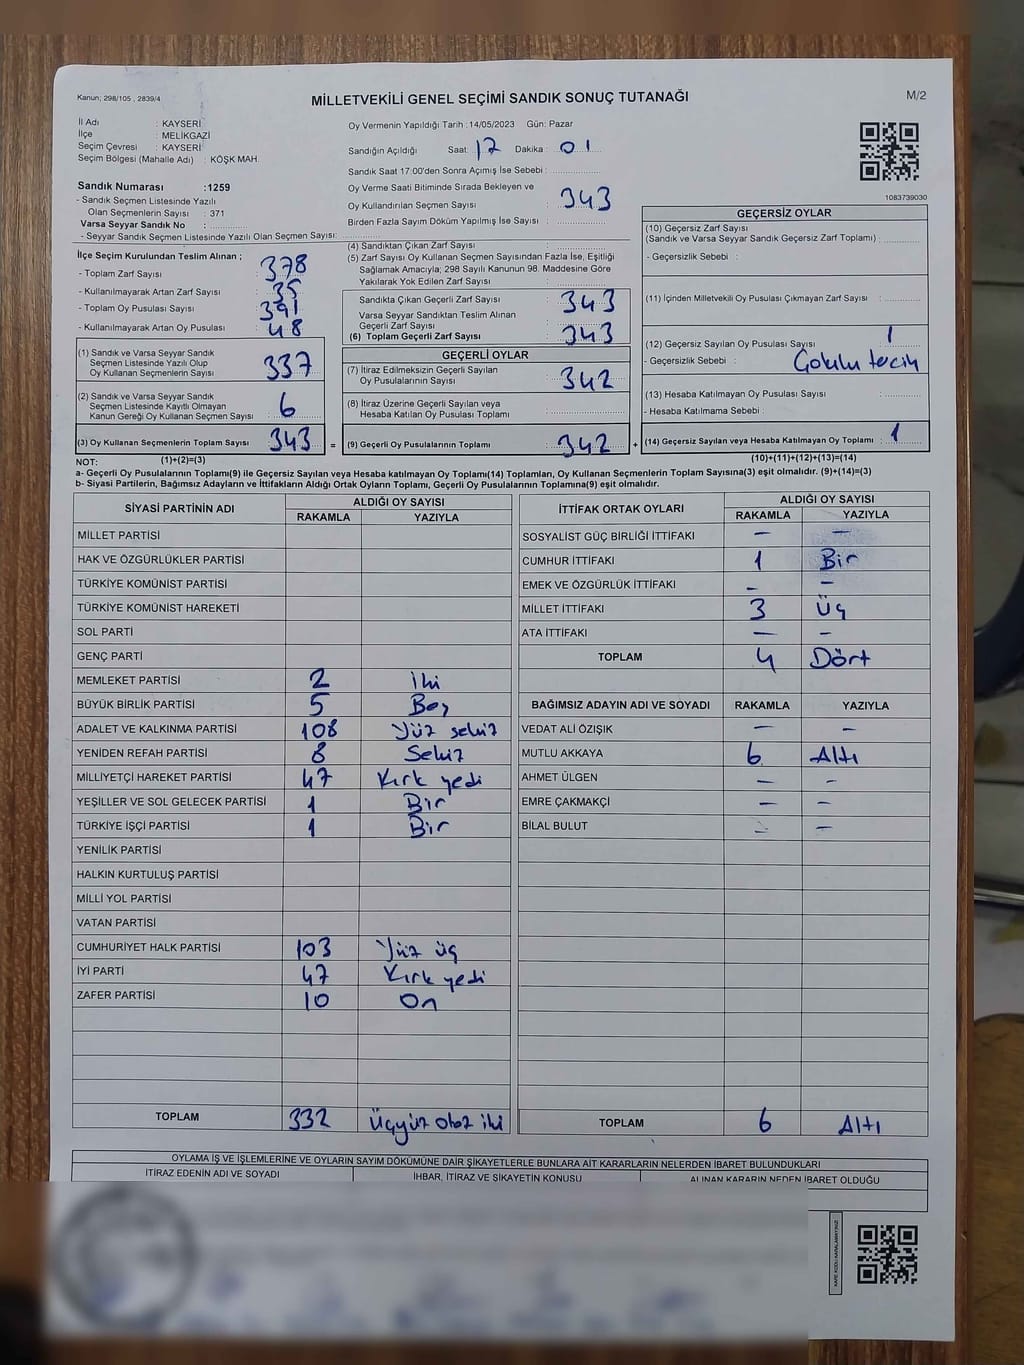 Kanun; 298/105 , 2839/4
MİLLETVEKİLİ GENEL SEÇİMİ SANDIK SONUÇ TUTANAĞI
M/2
İl Adı : KAYSERİ
İlçe : MELİKGAZİ
Seçim Çevresi : KAYSERİ
Seçim Bölgesi (Mahalle Adı) : KÖŞK MAH.
Sandık Numarası :1259
- Sandık Seçmen Listesinde Yazılı
Olan Seçmenlerin Sayısı : 371
Varsa Seyyar Sandık No :
- Seyyar Sandık Seçmen Listesinde Yazılı Olan Seçmen Sayısı:
Oy Vermenin Yapıldığı Tarih :14/05/2023 Gün: Pazar
Sandığın Açıldığı Saat: 17 Dakika : 01
Sandık Saat 17:00'den Sonra Açımış İse Sebebi :
Oy Verme Saati Bitiminde Sırada Bekleyen ve
Oy Kullandırılan Seçmen Sayısı : 343
Birden Fazla Sayım Döküm Yapılmış İse Sayısı :
1083739030
İlçe Seçim Kurulundan Teslim Alınan ;
- Toplam Zarf Sayısı : 378
- Kullanılmayarak Artan Zarf Sayısı : 35
- Toplam Oy Pusulası Sayısı : 391
- Kullanılmayarak Artan Oy Pusulası : 48
(1) Sandık ve Varsa Seyyar Sandık
Seçmen Listesinde Yazılı Olup
Oy Kullanan Seçmenlerin Sayısı : 337
(2) Sandık ve Varsa Seyyar Sandık
Seçmen Listesinde Kayıtlı Olmayan
Kanun Gereği Oy Kullanan Seçmen Sayısı : 6
(3) Oy Kullanan Seçmenlerin Toplam Sayısı : 343
(1)+(2)=(3)
(4) Sandıktan Çıkan Zarf Sayısı :
(5) Zarf Sayısı Oy Kullanan Seçmen Sayısından Fazla İse, Eşitliği
Sağlamak Amacıyla; 298 Sayılı Kanunun 98. Maddesine Göre
Yakılarak Yok Edilen Zarf Sayısı :
Sandıkta Çıkan Geçerli Zarf Sayısı : 343
Varsa Seyyar Sandıktan Teslim Alınan
Geçerli Zarf Sayısı :
(6) Toplam Geçerli Zarf Sayısı : 343
GEÇERLİ OYLAR
(7) İtiraz Edilmeksizin Geçerli Sayılan
Oy Pusulalarının Sayısı : 342
(8) İtiraz Üzerine Geçerli Sayılan veya
Hesaba Katılan Oy Pusulası Toplamı :
= (9) Geçerli Oy Pusulalarının Toplamı : 342 +
GEÇERSİZ OYLAR
(10) Geçersiz Zarf Sayısı
(Sandık ve Varsa Seyyar Sandık Geçersiz Zarf Toplamı) :
- Geçersizlik Sebebi :
(11) İçinden Milletvekili Oy Pusulası Çıkmayan Zarf Sayısı :
(12) Geçersiz Sayılan Oy Pusulası Sayısı : 1
- Geçersizlik Sebebi : Çoklu tercih
(13) Hesaba Katılmayan Oy Pusulası Sayısı :
- Hesaba Katılmama Sebebi :
(14) Geçersiz Sayılan veya Hesaba Katılmayan Oy Toplamı : 1
(10)+(11)+(12)+(13)=(14)
NOT:
a- Geçerli Oy Pusulalarının Toplamı(9) ile Geçersiz Sayılan veya Hesaba katılmayan Oy Toplamı(14) Toplamları, Oy Kullanan Seçmenlerin Toplam Sayısına(3) eşit olmalıdır. (9)+(14)=(3)
b- Siyasi Partilerin, Bağımsız Adayların ve İttifakların Aldığı Ortak Oyların Toplamı, Geçerli Oy Pusulalarının Toplamına(9) eşit olmalıdır.
SİYASİ PARTİNİN ADI ALDIĞI OY SAYISI
RAKAMLA YAZIYLA
MİLLET PARTİSİ
HAK VE ÖZGÜRLÜKLER PARTİSİ
TÜRKİYE KOMÜNİST PARTİSİ
TÜRKİYE KOMÜNİST HAREKETİ
SOL PARTİ
GENÇ PARTİ
MEMLEKET PARTİSİ 2 İki
BÜYÜK BİRLİK PARTİSİ 5 Beş
ADALET VE KALKINMA PARTİSİ 108 Yüz sekiz
YENİDEN REFAH PARTİSİ 8 Sekiz
MİLLİYETÇİ HAREKET PARTİSİ 47 Kırk yedi
YEŞİLLER VE SOL GELECEK PARTİSİ 1 Bir
TÜRKİYE İŞÇİ PARTİSİ 1 Bir
YENİLİK PARTİSİ
HALKIN KURTULUŞ PARTİSİ
MİLLİ YOL PARTİSİ
VATAN PARTİSİ
CUMHURİYET HALK PARTİSİ 103 Yüz üç
İYİ PARTİ 47 Kırk yedi
ZAFER PARTİSİ 10 On
TOPLAM 332 Üçyüz otuz iki
İTTİFAK ORTAK OYLARI ALDIĞI OY SAYISI
RAKAMLA YAZIYLA
SOSYALİST GÜÇ BİRLİĞİ İTTİFAKI – –
CUMHUR İTTİFAKI 1 Bir
EMEK VE ÖZGÜRLÜK İTTİFAKI – –
MİLLET İTTİFAKI 3 Üç
ATA İTTİFAKI – –
TOPLAM 4 Dört
BAĞIMSIZ ADAYIN ADI VE SOYADI RAKAMLA YAZIYLA
VEDAT ALİ ÖZIŞIK – –
MUTLU AKKAYA 6 Altı
AHMET ÜLGEN – –
EMRE ÇAKMAKÇİ – –
BİLAL BULUT – –
TOPLAM 6 Altı
OYLAMA İŞ VE İŞLEMLERİNE VE OYLARIN SAYIM DÖKÜMÜNE DAİR ŞİKAYETLERLE BUNLARA AİT KARARLARIN NELERDEN İBARET BULUNDUKLARI
İTİRAZ EDENİN ADI VE SOYADI İHBAR, İTİRAZ VE ŞİKAYETİN KONUSU ALINAN KARARIN NEDEN İBARET OLDUĞU
KARE KODU KARALAMAYINIZ